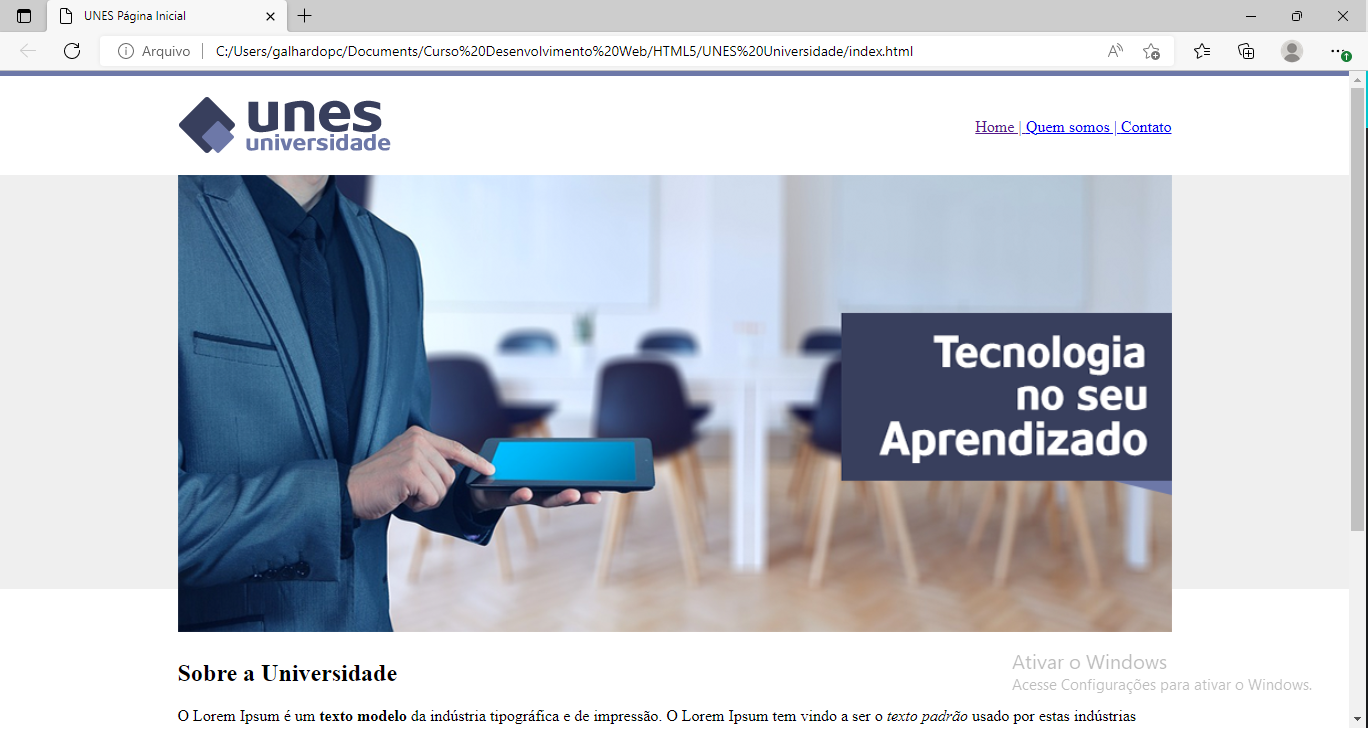 UNES Página Inicial
Arquivo | C:/Users/galhardopc/Documents/Curso%20Desenvolvimento%20Web/HTML5/UNES%20Universidade/index.html
unes
universidade
Home | Quem somos | Contato
Tecnologia
no seu
Aprendizado
Sobre a Universidade
Ativar o Windows
Acesse Configurações para ativar o Windows.
O Lorem Ipsum é um texto modelo da indústria tipográfica e de impressão. O Lorem Ipsum tem vindo a ser o texto padrão usado por estas indústrias